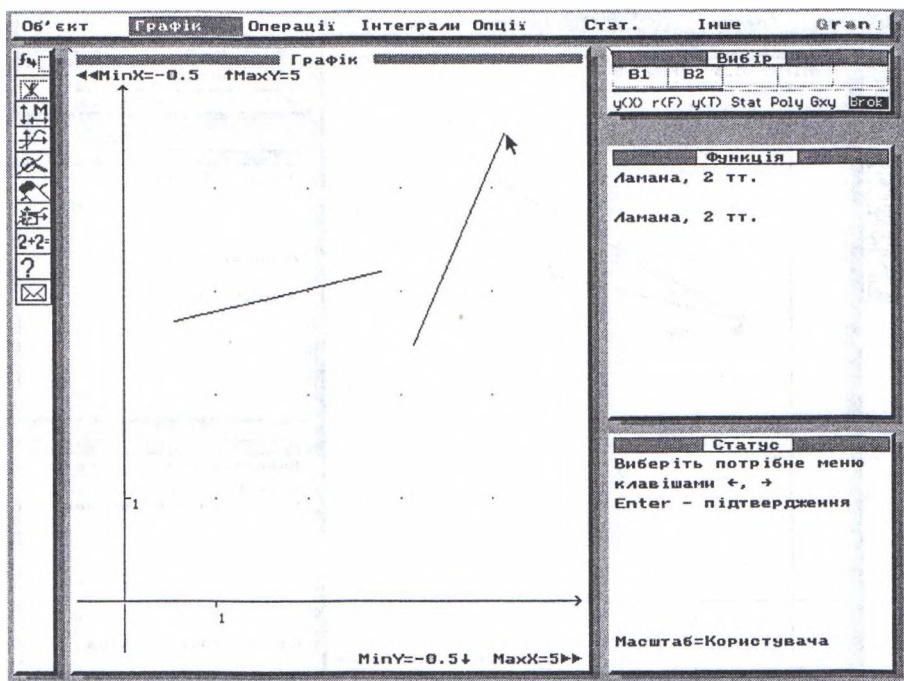 Об'єкт Графік Операції Інтеграли Опції Стат. Інше Gran
Графік
◄◄MinX=-0.5 ↑MaxY=5
1
1
MinY=-0.5↓ MaxX=5►►
2+2=
?
Вибір
B1 B2
y(X) r(F) y(T) Stat Poly Gxy Brok
Функція
Ламана, 2 тт.
Ламана, 2 тт.
Статус
Виберіть потрібне меню
клавішами ←, →
Enter - підтвердження
Масштаб=Користувача